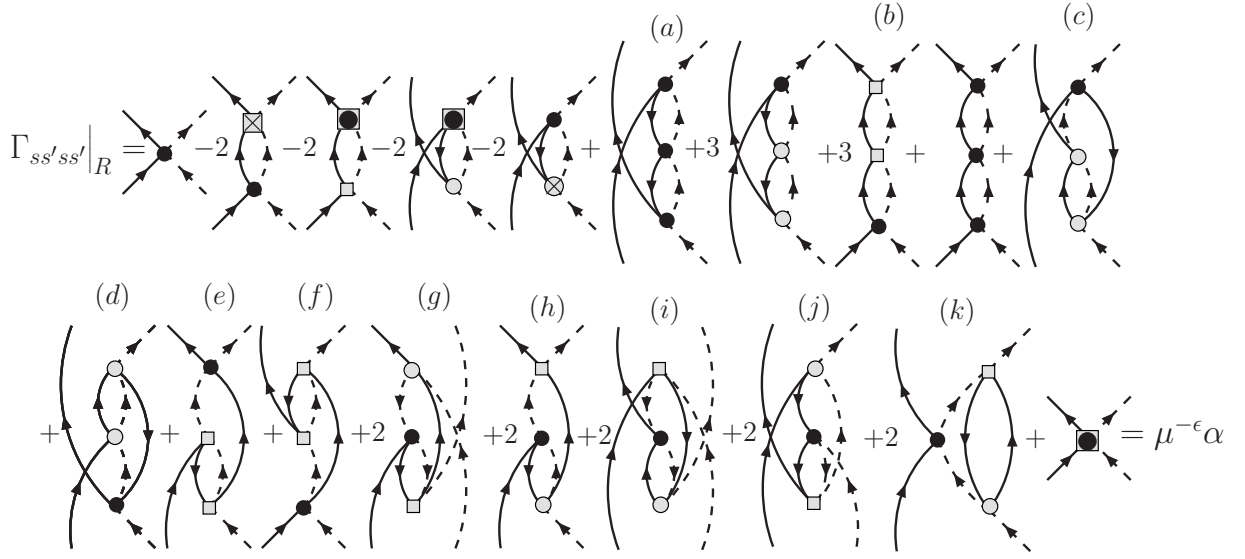 (a) (b) (c)
Γ_{ss'ss'}|_R = −2 −2 −2 −2 + +3 +3 + +
(d) (e) (f) (g) (h) (i) (j) (k)
+ + + +2 +2 +2 +2 +2 + = μ^{−ϵ}α